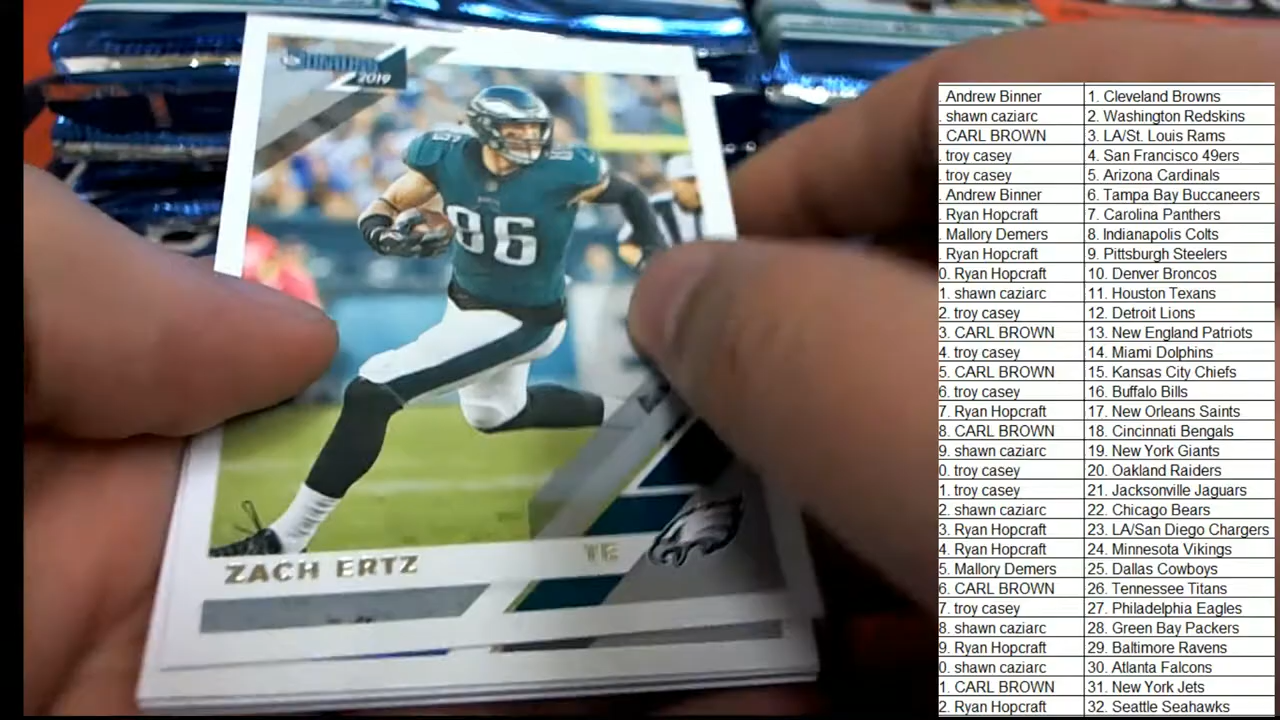 DONRUSS
2019
86
86
ZACH ERTZ
TE
. Andrew Binner 1. Cleveland Browns
. shawn caziarc 2. Washington Redskins
. CARL BROWN 3. LA/St. Louis Rams
. troy casey 4. San Francisco 49ers
. troy casey 5. Arizona Cardinals
. Andrew Binner 6. Tampa Bay Buccaneers
. Ryan Hopcraft 7. Carolina Panthers
. Mallory Demers 8. Indianapolis Colts
. Ryan Hopcraft 9. Pittsburgh Steelers
0. Ryan Hopcraft 10. Denver Broncos
1. shawn caziarc 11. Houston Texans
2. troy casey 12. Detroit Lions
3. CARL BROWN 13. New England Patriots
4. troy casey 14. Miami Dolphins
5. CARL BROWN 15. Kansas City Chiefs
6. troy casey 16. Buffalo Bills
7. Ryan Hopcraft 17. New Orleans Saints
8. CARL BROWN 18. Cincinnati Bengals
9. shawn caziarc 19. New York Giants
0. troy casey 20. Oakland Raiders
1. troy casey 21. Jacksonville Jaguars
2. shawn caziarc 22. Chicago Bears
3. Ryan Hopcraft 23. LA/San Diego Chargers
4. Ryan Hopcraft 24. Minnesota Vikings
5. Mallory Demers 25. Dallas Cowboys
6. CARL BROWN 26. Tennessee Titans
7. troy casey 27. Philadelphia Eagles
8. shawn caziarc 28. Green Bay Packers
9. Ryan Hopcraft 29. Baltimore Ravens
0. shawn caziarc 30. Atlanta Falcons
1. CARL BROWN 31. New York Jets
2. Ryan Hopcraft 32. Seattle Seahawks